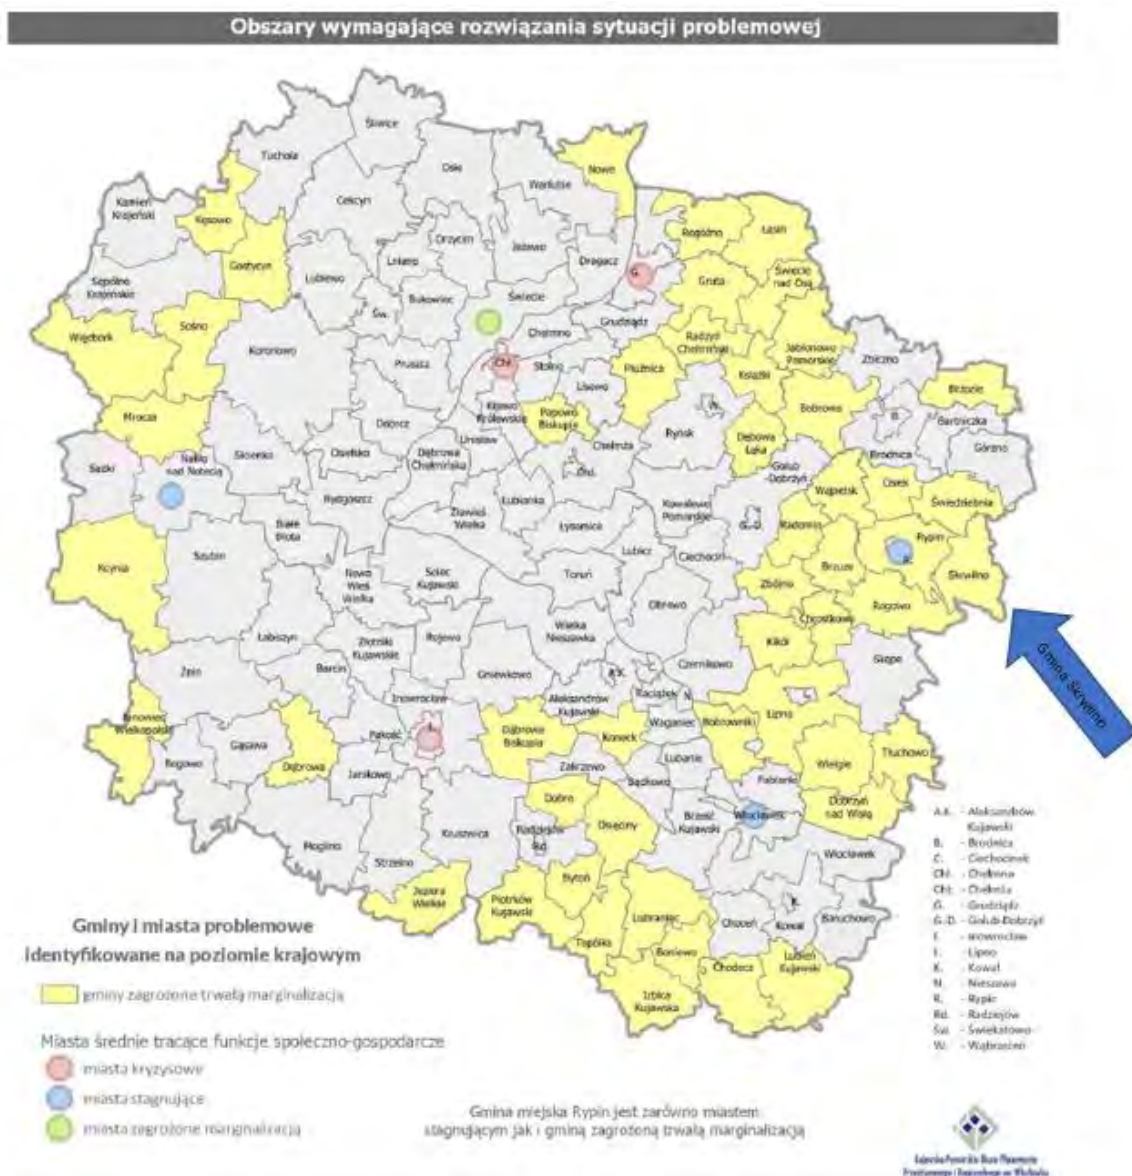 Obszary wymagające rozwiązania sytuacji problemowej
Śliwice
Tuchola
Osie
Nowe
Warlubie
Cekcyn
Kamień
Krajeński
Kęsowo
Rogóźno
Łasin
Drzycim
Lniano
Jeżewo
Dragacz
Gostycyn
Lubiewo
G.
Gruta
Świecie
nad Osą
Sępólno
Krajeńskie
Bukowiec
Świecie
Św.
Grudziądz
Sośno
Więcbork
Koronowo
Chełmno
Radzyń
Chełmiński
Jabłonowo
Pomorskie
Zbiczno
Pruszcz
Chł.
Stolno
Płużnica
Książki
Lisewo
Brzozie
Mrocza
Kijewo
Królewskie
Papowo
Biskupie
W.
Bobrowo
B.
Bartniczka
Dobrcz
Unisław
Chełmża
Ryńsk
Dębowa
Łąka
Brodnica
Górzno
Sadki
Nakło
nad Notecią
Sicienko
Osielsko
Dąbrowa
Chełmińska
Chż.
Golub
-Dobrzyń
Wąpielsk
Osiek
Świedziebnia
Bydgoszcz
Zławieś
Wielka
Łubianka
Łysomice
Kowalewo
Pomorskie
G.-D.
Radomin
Rypin
R.
Białe
Błota
Kcynia
Szubin
Lubicz
Ciechocin
Brzuze
Skrwilno
Nowa
Wieś
Wielka
Solec
Kujawski
Toruń
Zbójno
Obrowo
Rogowo
Chrostkowo
Łabiszyn
Złotniki
Kujawskie
Rojewo
Wielka
Nieszawka
Kikół
Żnin
Barcin
Gniewkowo
Czernikowo
Skępe
Gmina Skrwilno
A.K.
Raciążek
N.
Inowrocław
Aleksandrów
Kujawski
Waganiec
Bobrowniki
Lipno
L.
Janowiec
Wielkopolski
Pakość
I.
Dąbrowa
Biskupia
Koneck
Tłuchowo
Rogowo
Gąsawa
Dąbrowa
Janikowo
Zakrzewo
Lubanie
Wielgie
Bądkowo
Fabianki
Dobre
Dobrzyń
nad Wisłą
Osięciny
Brześć
Kujawski
Włocławek
Mogilno
Strzelno
Kruszwica
Radziejów
Rd.
Włocławek
Bytoń
Jeziora
Wielkie
Piotrków
Kujawski
Choceń
K.
Kowal
Baruchowo
Lubraniec
Topólka
Boniewo
Chodecz
Lubień
Kujawski
Izbica
Kujawska
A.K. - Aleksandrów
Kujawski
B. - Brodnica
C. - Ciechocinek
Chł. - Chełmno
Chż. - Chełmża
G. - Grudziądz
G.-D. - Golub-Dobrzyń
I. - Inowrocław
L. - Lipno
K. - Kowal
N. - Nieszawa
R. - Rypin
Rd. - Radziejów
Św. - Świekatowo
W. - Wąbrzeźno
Gminy i miasta problemowe
identyfikowane na poziomie krajowym
gminy zagrożone trwałą marginalizacją
Miasta średnie tracące funkcje społeczno-gospodarcze
miasta kryzysowe
miasta stagnujące
miasta zagrożone marginalizacją
Gmina miejska Rypin jest zarówno miastem
stagnującym jak i gminą zagrożoną trwałą marginalizacją